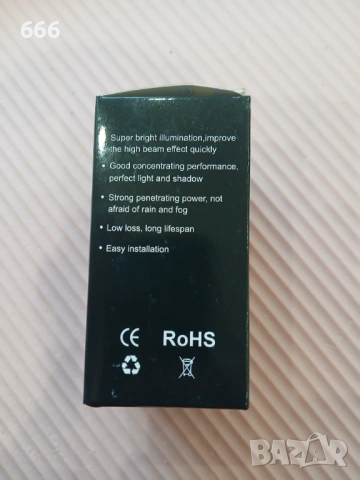 666
Super bright illumination,improve
the high beam effect quickly
• Good concentrating performance,
perfect light and shadow
• Strong penetrating power, not
afraid of rain and fog
• Low loss, long lifespan
• Easy installation
CE RoHS
BAZAR